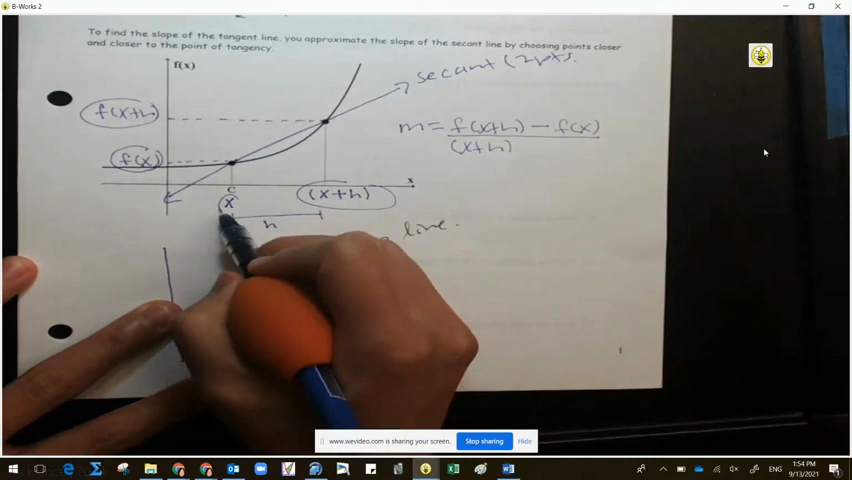 B-Works 2
To find the slope of the tangent line, you approximate the slope of the secant line by choosing points closer
and closer to the point of tangency.
f(x)
secant (2pts.
f(x+h)
m = f(x+h) - f(x)
(x+h)
f(x)
x
c
(x+h)
x
h
line.
1
www.wevideo.com is sharing your screen.
Stop sharing
Hide
1:54 PM
9/13/2021